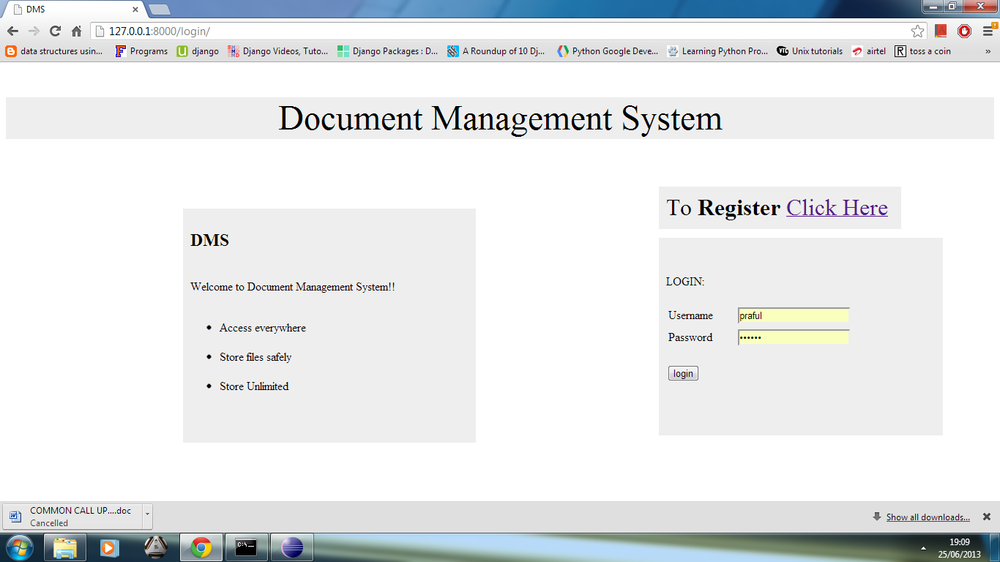 DMS
127.0.0.1:8000/login/
data structures usin...
Programs
django
Django Videos, Tuto...
Django Packages : D...
A Roundup of 10 Dj...
Python Google Deve...
Learning Python Pro...
Unix tutorials
airtel
toss a coin
»
Document Management System
To Register Click Here
DMS
Welcome to Document Management System!!
Access everywhere
Store files safely
Store Unlimited
LOGIN:
Username praful
Password ••••••
login
COMMON CALL UP....doc
Cancelled
Show all downloads...
19:09
25/06/2013